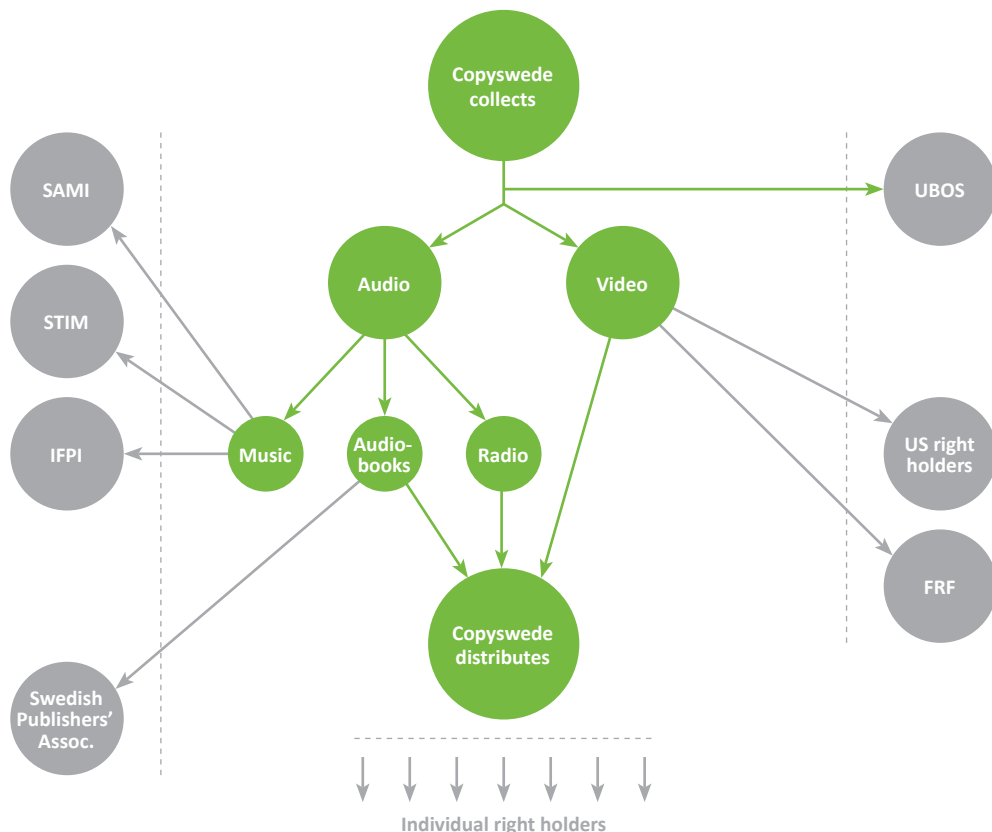 Copyswede
collects
SAMI
UBOS
Audio
Video
STIM
IFPI
Music
Audio-
books
Radio
US right
holders
FRF
Copyswede
distributes
Swedish
Publishers’
Assoc.
Individual right holders